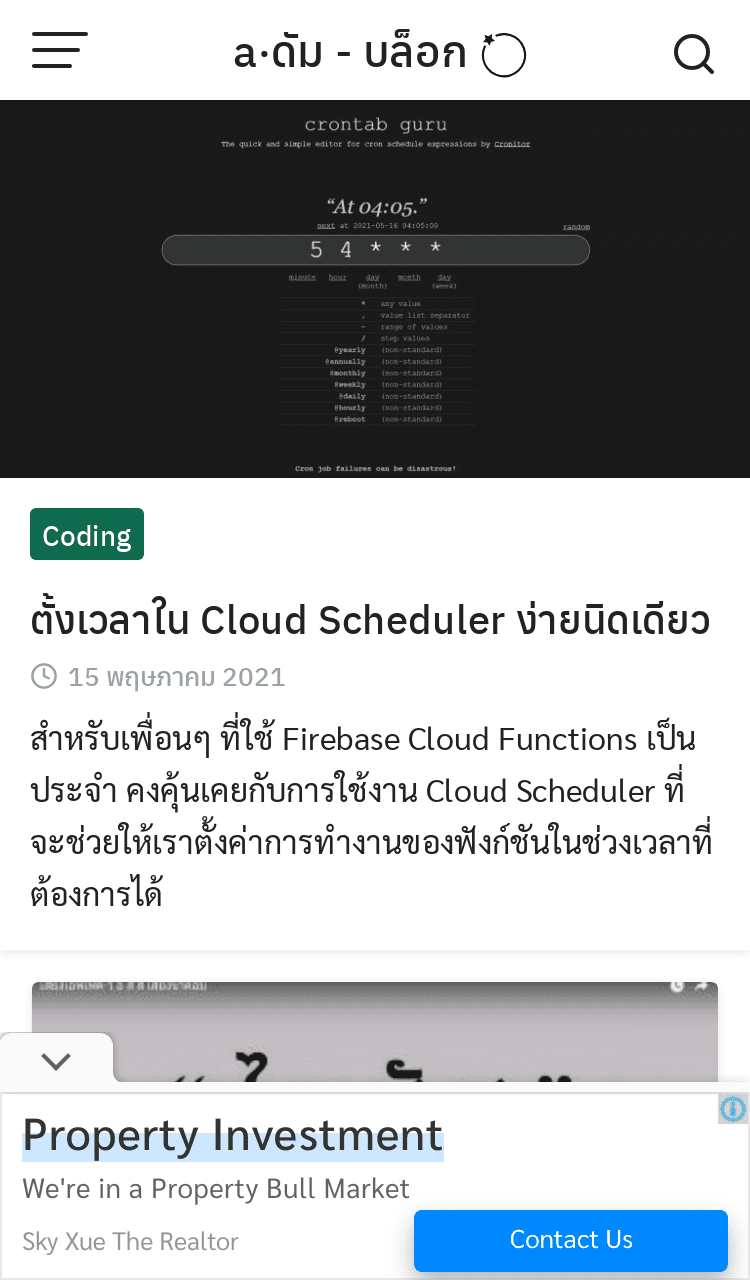 a·ดัม - บล็อก
crontab guru
The quick and simple editor for cron schedule expressions by Cronitor
“At 04:05.”
next at 2021-05-16 04:05:00
random
5 4 * * *
minute hour day (month) month day (week)
* any value
, value list separator
- range of values
/ step values
@yearly (non-standard)
@annually (non-standard)
@monthly (non-standard)
@weekly (non-standard)
@daily (non-standard)
@hourly (non-standard)
@reboot (non-standard)
Cron job failures can be disastrous!
Coding
ตั้งเวลาใน Cloud Scheduler ง่ายนิดเดียว
15 พฤษภาคม 2021
สำหรับเพื่อนๆ ที่ใช้ Firebase Cloud Functions เป็น
ประจำ คงคุ้นเคยกับการใช้งาน Cloud Scheduler ที่
จะช่วยให้เราตั้งค่าการทำงานของฟังก์ชันในช่วงเวลาที่
ต้องการได้
Property Investment
We're in a Property Bull Market
Sky Xue The Realtor
Contact Us